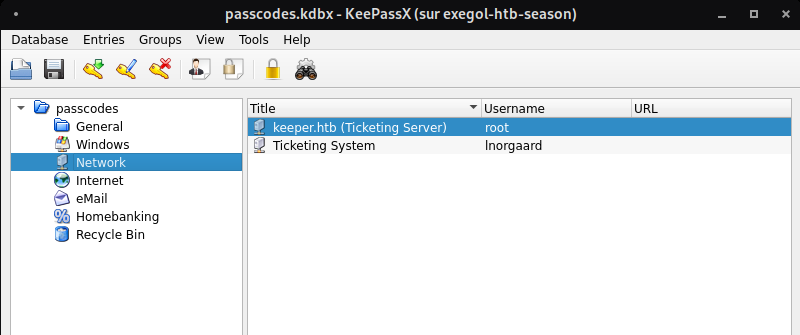 passcodes.kdbx - KeePassX (sur exegol-htb-season)
Database Entries Groups View Tools Help
passcodes
General
Windows
Network
Internet
eMail
Homebanking
Recycle Bin
Title Username URL
keeper.htb (Ticketing Server) root
Ticketing System lnorgaard